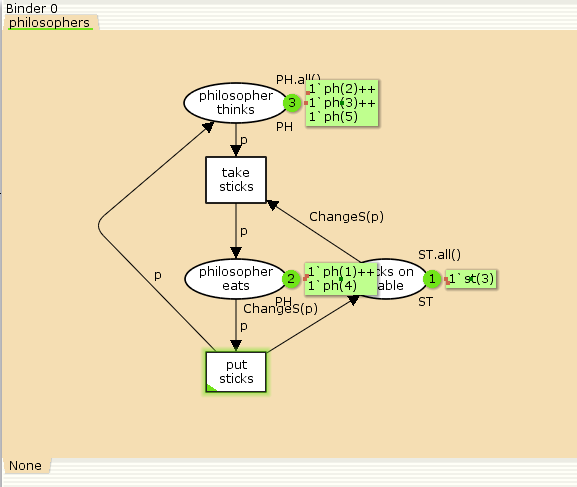 Binder 0
philosophers
PH.all()
philosopher
thinks
3
1`ph(2)++
1`ph(3)++
1`ph(5)
PH
p
take
sticks
ChangeS(p)
p
ST.all()
philosopher
eats
2
1`ph(1)++
1`ph(4)
cks on
able
1
1`st(3)
PH
ST
p
ChangeS(p)
p
put
sticks
None